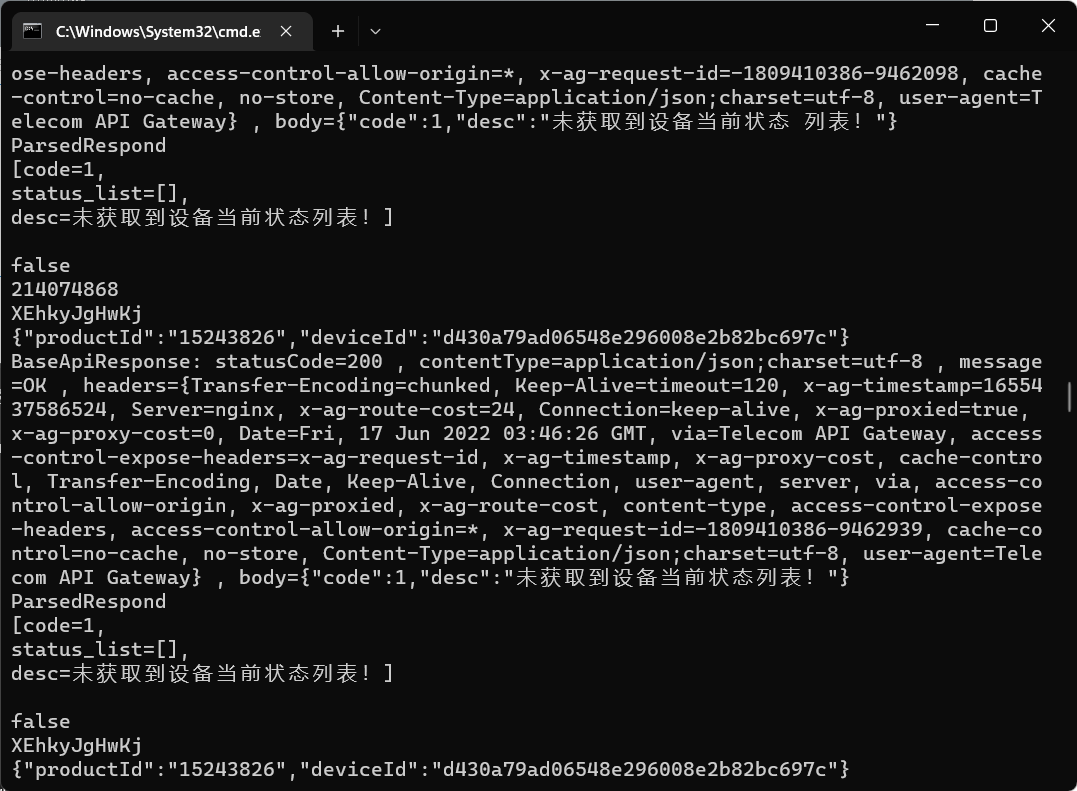 C:\Windows\System32\cmd.e
ose-headers, access-control-allow-origin=*, x-ag-request-id=-1809410386-9462098, cache
-control=no-cache, no-store, Content-Type=application/json;charset=utf-8, user-agent=T
elecom API Gateway} , body={"code":1,"desc":"未获取到设备当前状态 列表！"}
ParsedRespond
[code=1,
status_list=[],
desc=未获取到设备当前状态列表！]
false
214074868
XEhkyJgHwKj
{"productId":"15243826","deviceId":"d430a79ad06548e296008e2b82bc697c"}
BaseApiResponse: statusCode=200 , contentType=application/json;charset=utf-8 , message
=OK , headers={Transfer-Encoding=chunked, Keep-Alive=timeout=120, x-ag-timestamp=16554
37586524, Server=nginx, x-ag-route-cost=24, Connection=keep-alive, x-ag-proxied=true,
x-ag-proxy-cost=0, Date=Fri, 17 Jun 2022 03:46:26 GMT, via=Telecom API Gateway, access
-control-expose-headers=x-ag-request-id, x-ag-timestamp, x-ag-proxy-cost, cache-contro
l, Transfer-Encoding, Date, Keep-Alive, Connection, user-agent, server, via, access-co
ntrol-allow-origin, x-ag-proxied, x-ag-route-cost, content-type, access-control-expose
-headers, access-control-allow-origin=*, x-ag-request-id=-1809410386-9462939, cache-co
ntrol=no-cache, no-store, Content-Type=application/json;charset=utf-8, user-agent=Tele
com API Gateway} , body={"code":1,"desc":"未获取到设备当前状态列表！"}
ParsedRespond
[code=1,
status_list=[],
desc=未获取到设备当前状态列表！]
false
XEhkyJgHwKj
{"productId":"15243826","deviceId":"d430a79ad06548e296008e2b82bc697c"}